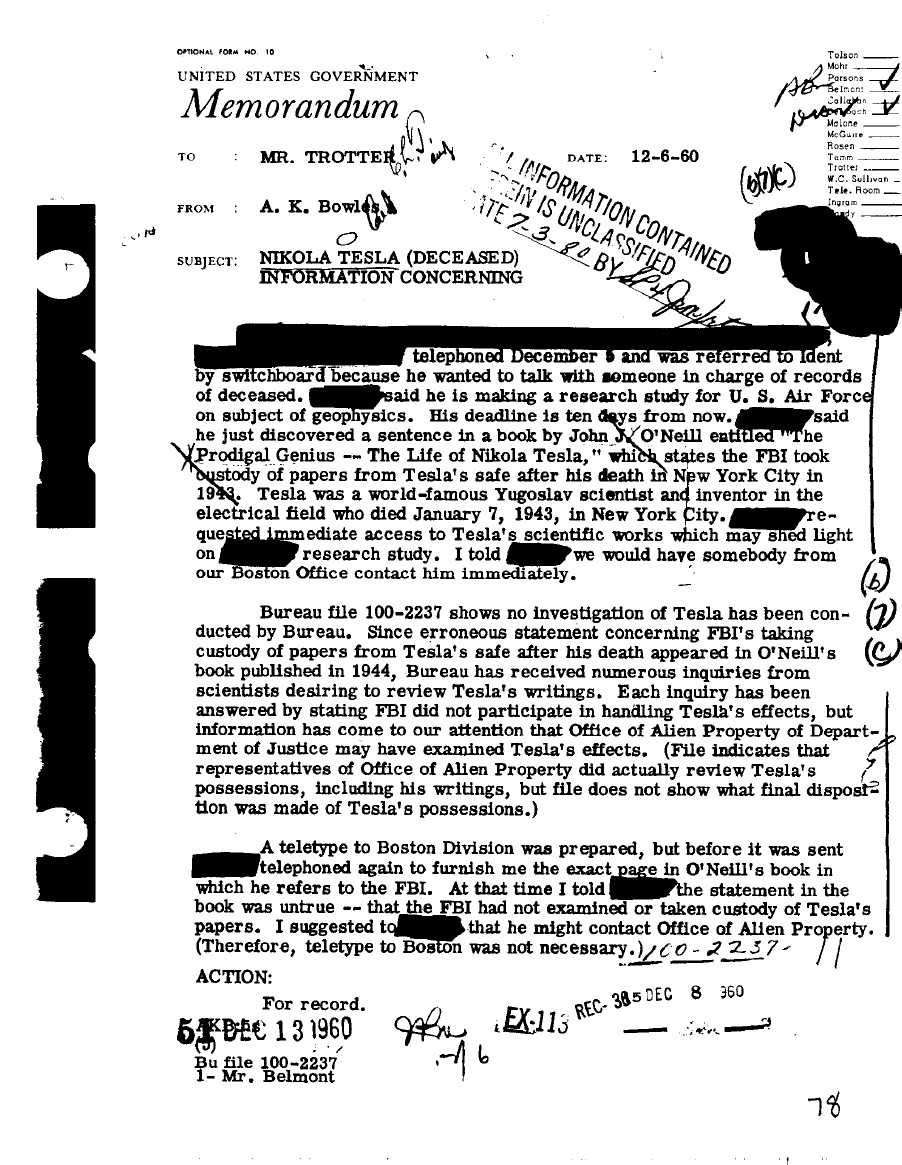 OPTIONAL FORM NO. 10
UNITED STATES GOVERNMENT
Memorandum
TO : MR. TROTTER
DATE: 12-6-60
FROM : A. K. Bowles
SUBJECT: NIKOLA TESLA (DECEASED)
INFORMATION CONCERNING
Tolson
Mohr
Parsons
Belmont
Callahan
Malone
McGuire
Rosen
Tamm
Trotter
W.C. Sullivan
Tele. Room
Ingram
Gandy
ALL INFORMATION CONTAINED
HEREIN IS UNCLASSIFIED
DATE 7-3-80 BY
(b)(7)(C)
telephoned December 5 and was referred to Ident
by switchboard because he wanted to talk with someone in charge of records
of deceased. said he is making a research study for U. S. Air Force
on subject of geophysics. His deadline is ten days from now. said
he just discovered a sentence in a book by John J. O'Neill entitled "The
Prodigal Genius -- The Life of Nikola Tesla," which states the FBI took
custody of papers from Tesla's safe after his death in New York City in
1943. Tesla was a world-famous Yugoslav scientist and inventor in the
electrical field who died January 7, 1943, in New York City. re-
quested immediate access to Tesla's scientific works which may shed light
on research study. I told we would have somebody from
our Boston Office contact him immediately.
(b)
(7)
(C)
Bureau file 100-2237 shows no investigation of Tesla has been con-
ducted by Bureau. Since erroneous statement concerning FBI's taking
custody of papers from Tesla's safe after his death appeared in O'Neill's
book published in 1944, Bureau has received numerous inquiries from
scientists desiring to review Tesla's writings. Each inquiry has been
answered by stating FBI did not participate in handling Tesla's effects, but
information has come to our attention that Office of Alien Property of Depart-
ment of Justice may have examined Tesla's effects. (File indicates that
representatives of Office of Alien Property did actually review Tesla's
possessions, including his writings, but file does not show what final disposi-
tion was made of Tesla's possessions.)
A teletype to Boston Division was prepared, but before it was sent
telephoned again to furnish me the exact page in O'Neill's book in
which he refers to the FBI. At that time I told the statement in the
book was untrue -- that the FBI had not examined or taken custody of Tesla's
papers. I suggested to that he might contact Office of Alien Property.
(Therefore, teletype to Boston was not necessary.) 100-2237-11
ACTION:
For record.
REC- 38 5 DEC 8 1960
EX-113
51 DEC 13 1960
(3)
Bu file 100-2237
1- Mr. Belmont
78